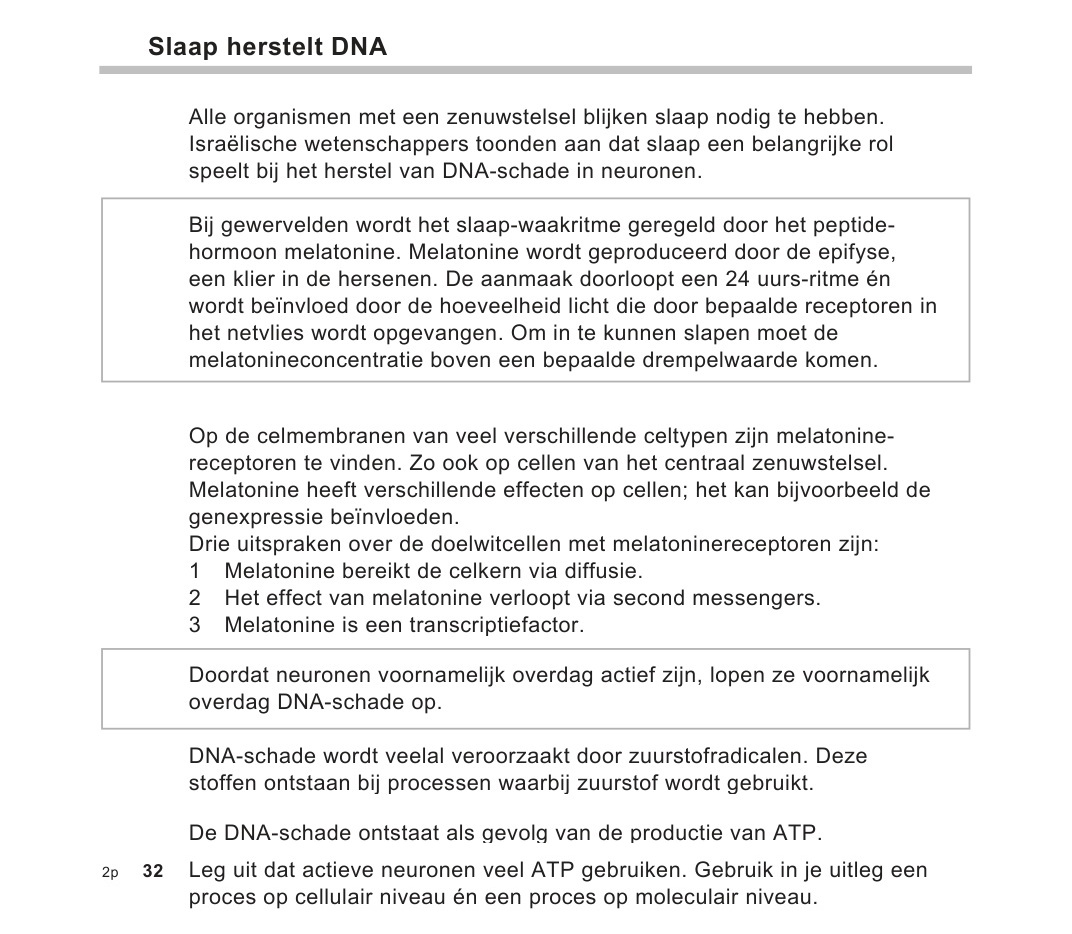 Slaap herstelt DNA
Alle organismen met een zenuwstelsel blijken slaap nodig te hebben.
Israëlische wetenschappers toonden aan dat slaap een belangrijke rol
speelt bij het herstel van DNA-schade in neuronen.
Bij gewervelden wordt het slaap-waakritme geregeld door het peptide-
hormoon melatonine. Melatonine wordt geproduceerd door de epifyse,
een klier in de hersenen. De aanmaak doorloopt een 24 uurs-ritme én
wordt beïnvloed door de hoeveelheid licht die door bepaalde receptoren in
het netvlies wordt opgevangen. Om in te kunnen slapen moet de
melatonineconcentratie boven een bepaalde drempelwaarde komen.
Op de celmembranen van veel verschillende celtypen zijn melatonine-
receptoren te vinden. Zo ook op cellen van het centraal zenuwstelsel.
Melatonine heeft verschillende effecten op cellen; het kan bijvoorbeeld de
genexpressie beïnvloeden.
Drie uitspraken over de doelwitcellen met melatoninereceptoren zijn:
1 Melatonine bereikt de celkern via diffusie.
2 Het effect van melatonine verloopt via second messengers.
3 Melatonine is een transcriptiefactor.
Doordat neuronen voornamelijk overdag actief zijn, lopen ze voornamelijk
overdag DNA-schade op.
DNA-schade wordt veelal veroorzaakt door zuurstofradicalen. Deze
stoffen ontstaan bij processen waarbij zuurstof wordt gebruikt.
De DNA-schade ontstaat als gevolg van de productie van ATP.
2p 32 Leg uit dat actieve neuronen veel ATP gebruiken. Gebruik in je uitleg een
proces op cellulair niveau én een proces op moleculair niveau.